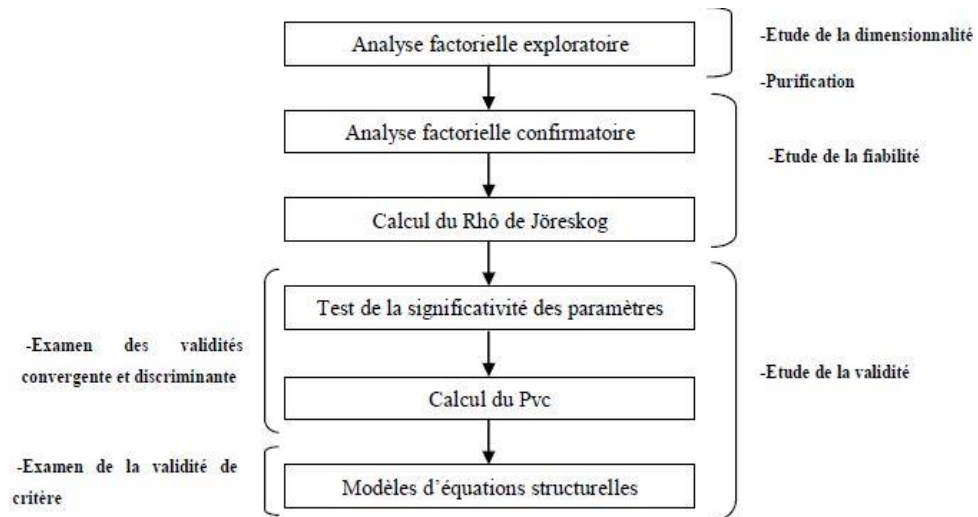 Analyse factorielle exploratoire
-Etude de la dimensionnalité
-Purification
Analyse factorielle confirmatoire
-Etude de la fiabilité
Calcul du Rhô de Jöreskog
Test de la significativité des paramètres
-Examen des validités
convergente et discriminante
-Etude de la validité
Calcul du Pvc
-Examen de la validité de
critère
Modèles d’équations structurelles